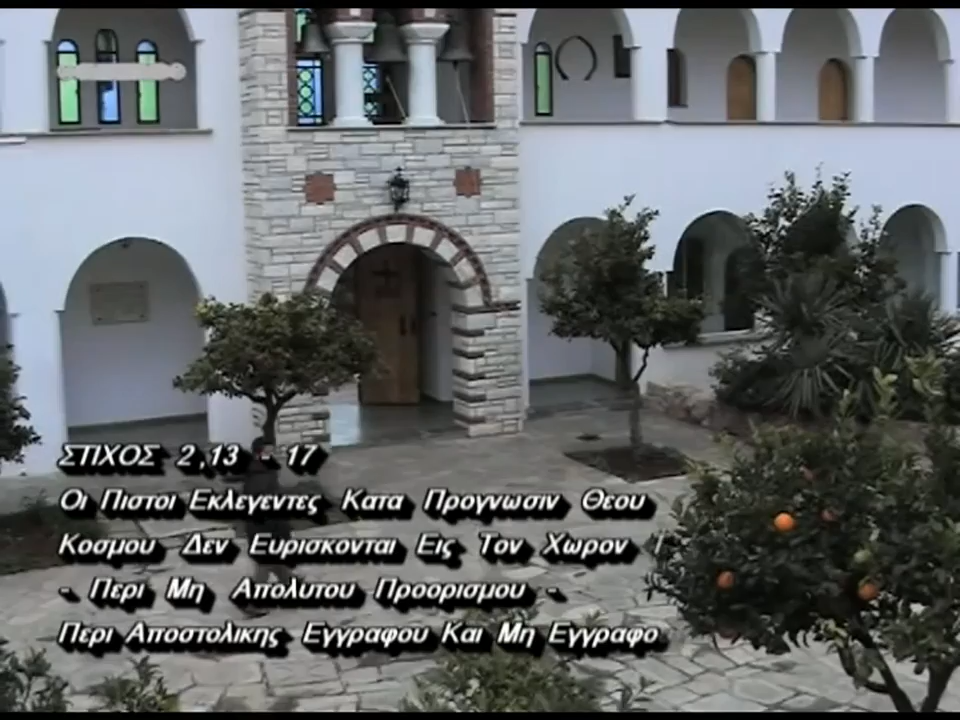 ΣΤΙΧΟΣ 2,13 - 17
Οι Πιστοι Εκλεγεντες Κατα Προγνωσιν Θεου
Κοσμου Δεν Ευρισκονται Εις Τον Χωρον
- Περι Μη Απολυτου Προορισμου -
Περι Αποστολικης Εγγραφου Και Μη Εγγραφο